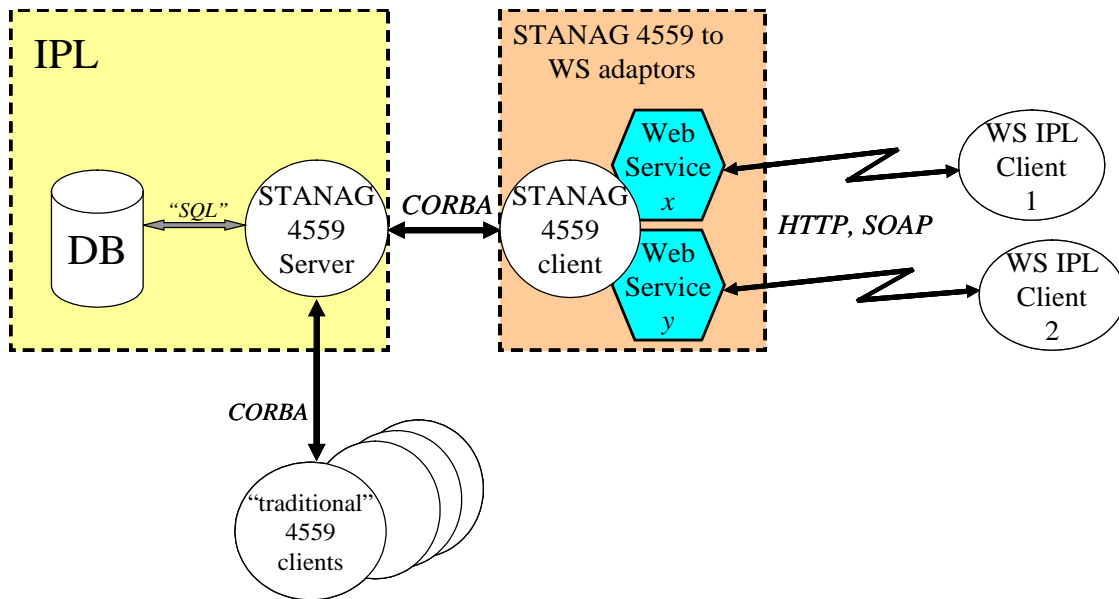 IPL
STANAG 4559 to
WS adaptors
DB
“SQL”
STANAG
4559
Server
CORBA
STANAG
4559
client
Web
Service
x
Web
Service
y
HTTP, SOAP
WS IPL
Client
1
WS IPL
Client
2
CORBA
“traditional”
4559
clients